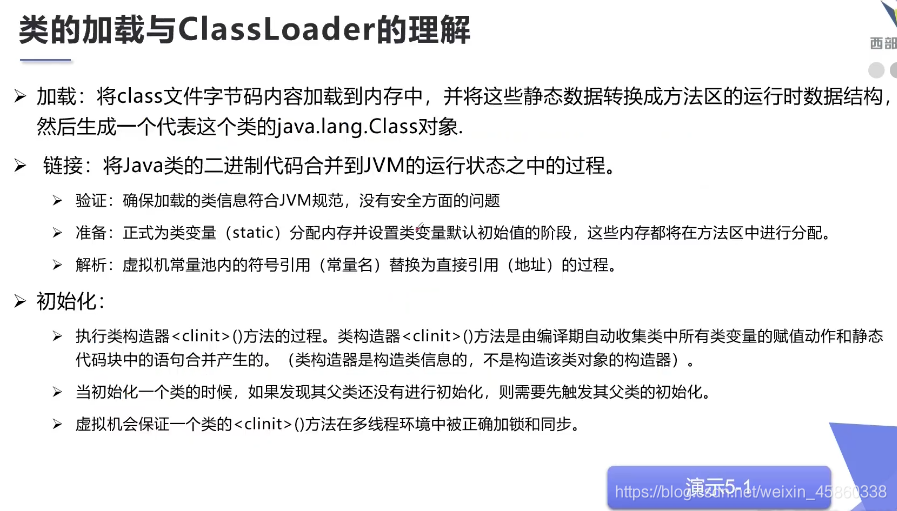 类的加载与ClassLoader的理解
西部
加载：将class文件字节码内容加载到内存中，并将这些静态数据转换成方法区的运行时数据结构，
然后生成一个代表这个类的java.lang.Class对象.
链接：将Java类的二进制代码合并到JVM的运行状态之中的过程。
验证：确保加载的类信息符合JVM规范，没有安全方面的问题
准备：正式为类变量（static）分配内存并设置类变量默认初始值的阶段，这些内存都将在方法区中进行分配。
解析：虚拟机常量池内的符号引用（常量名）替换为直接引用（地址）的过程。
初始化：
执行类构造器<clinit>()方法的过程。类构造器<clinit>()方法是由编译期自动收集类中所有类变量的赋值动作和静态
代码块中的语句合并产生的。（类构造器是构造类信息的，不是构造该类对象的构造器）。
当初始化一个类的时候，如果发现其父类还没有进行初始化，则需要先触发其父类的初始化。
虚拟机会保证一个类的<clinit>()方法在多线程环境中被正确加锁和同步。
演示5-1
https://blog.csdn.net/weixin_45860338